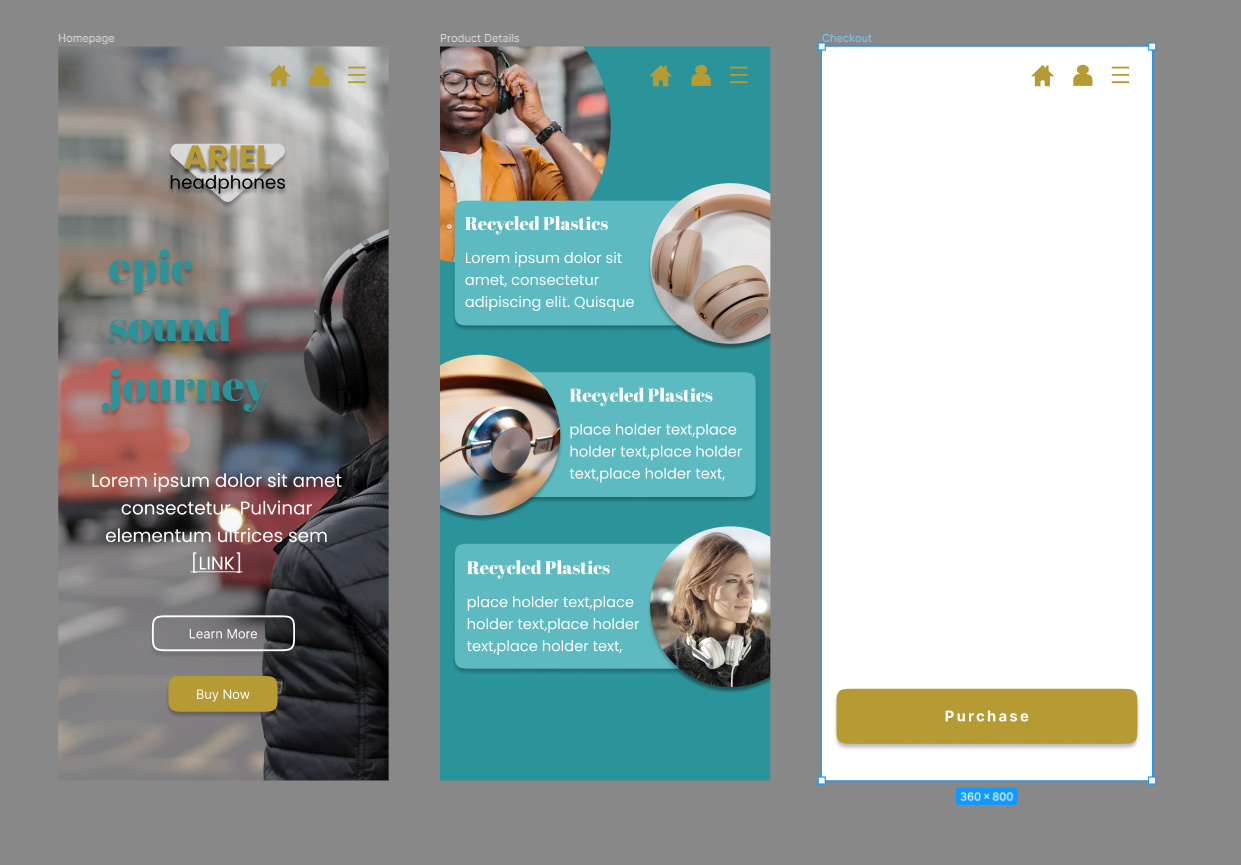 Homepage
ARIEL
headphones
epic
sound
journey
Lorem ipsum dolor sit amet
consectetur. Pulvinar
elementum ultrices sem
[LINK]
Learn More
Buy Now
Product Details
Recycled Plastics
Lorem ipsum dolor sit
amet, consectetur
adipiscing elit. Quisque
Recycled Plastics
place holder text,place
holder text,place holder
text,place holder text,
Recycled Plastics
place holder text,place
holder text,place holder
text,place holder text,
Checkout
Purchase
360 × 800